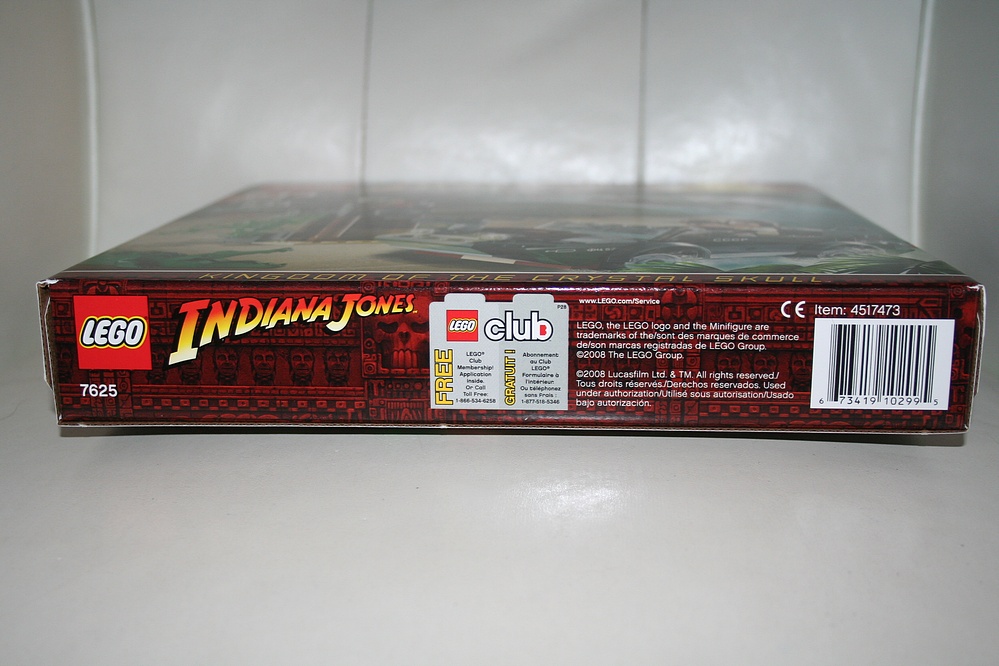 KINGDOM OF THE CRYSTAL SKULL
LEGO
7625
INDIANA JONES
LEGO club
P28
FREE
LEGO®
Club
Membership!
Application
Inside.
Or Call
Toll Free:
1-866-534-6258
GRATUIT !
Abonnement
au Club
LEGO®
Formulaire à
l'intérieur
Ou téléphonez
sans Frais :
1-877-518-5346
www.LEGO.com/Service
LEGO, the LEGO logo and the Minifigure are
trademarks of the/sont des marques de commerce
de/son marcas registradas de LEGO Group.
©2008 The LEGO Group.
©2008 Lucasfilm Ltd. & TM. All rights reserved./
Tous droits réservés/Derechos reservados. Used
under authorization/Utilisé sous autorisation/Usado
bajo autorización.
CE Item: 4517473
6 73419 10299 5